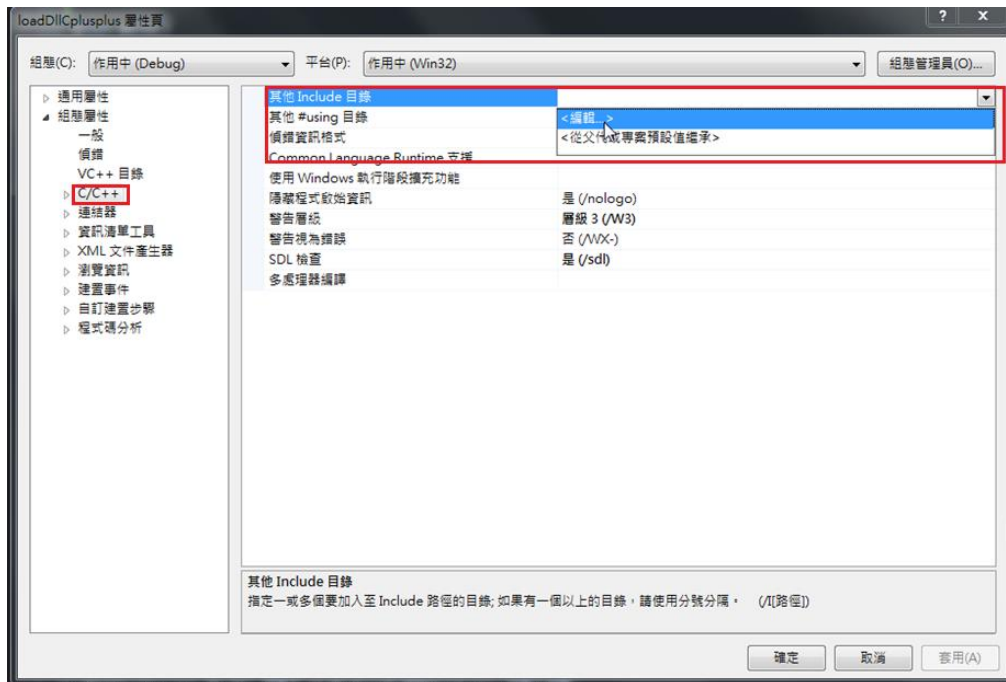 loadDllCplusplus 屬性頁
組態(C): 作用中 (Debug) 平台(P): 作用中 (Win32) 組態管理員(O)...
通用屬性
組態屬性
一般
偵錯
VC++ 目錄
C/C++
連結器
資訊清單工具
XML 文件產生器
瀏覽資訊
建置事件
自訂建置步驟
程式碼分析
其他 Include 目錄
其他 #using 目錄 <編輯...>
偵錯資訊格式 <從父代或專案預設值繼承>
Common Language Runtime 支援
使用 Windows 執行階段擴充功能
隱藏程式啟始資訊 是 (/nologo)
警告層級 層級 3 (/W3)
警告視為錯誤 否 (/WX-)
SDL 檢查 是 (/sdl)
多處理器編譯
其他 Include 目錄
指定一或多個要加入至 Include 路徑的目錄; 如果有一個以上的目錄，請使用分號分隔。 (/I[路徑])
確定 取消 套用(A)